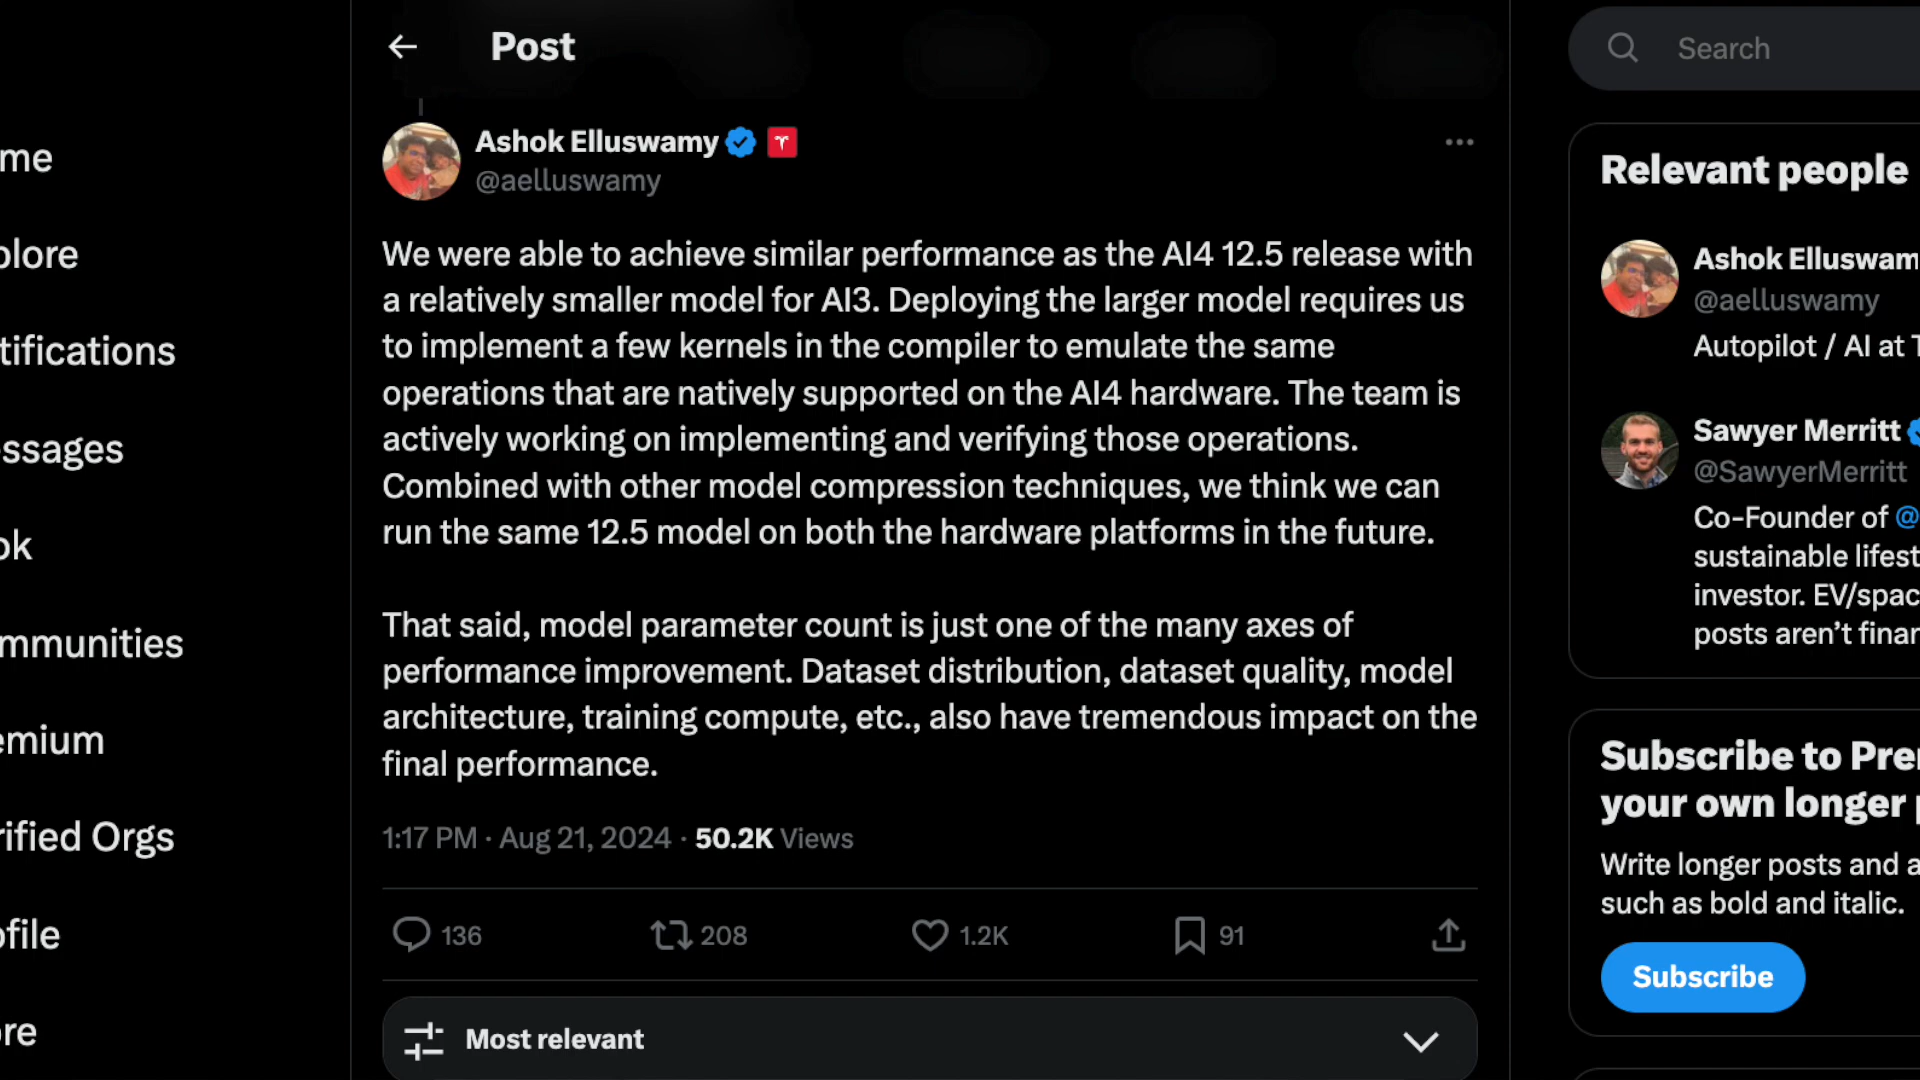 Post
Ashok Elluswamy
@aelluswamy
We were able to achieve similar performance as the AI4 12.5 release with
a relatively smaller model for AI3. Deploying the larger model requires us
to implement a few kernels in the compiler to emulate the same
operations that are natively supported on the AI4 hardware. The team is
actively working on implementing and verifying those operations.
Combined with other model compression techniques, we think we can
run the same 12.5 model on both the hardware platforms in the future.
That said, model parameter count is just one of the many axes of
performance improvement. Dataset distribution, dataset quality, model
architecture, training compute, etc., also have tremendous impact on the
final performance.
1:17 PM · Aug 21, 2024 · 50.2K Views
136 208 1.2K 91
Most relevant
me
plore
tifications
ssages
ok
mmunities
emium
rified Orgs
ofile
re
Search
Relevant people
Ashok Elluswam
@aelluswamy
Autopilot / AI at T
Sawyer Merritt
@SawyerMerritt
Co-Founder of @
sustainable lifest
investor. EV/spac
posts aren't finan
Subscribe to Pre
your own longer p
Write longer posts and a
such as bold and italic.
Subscribe